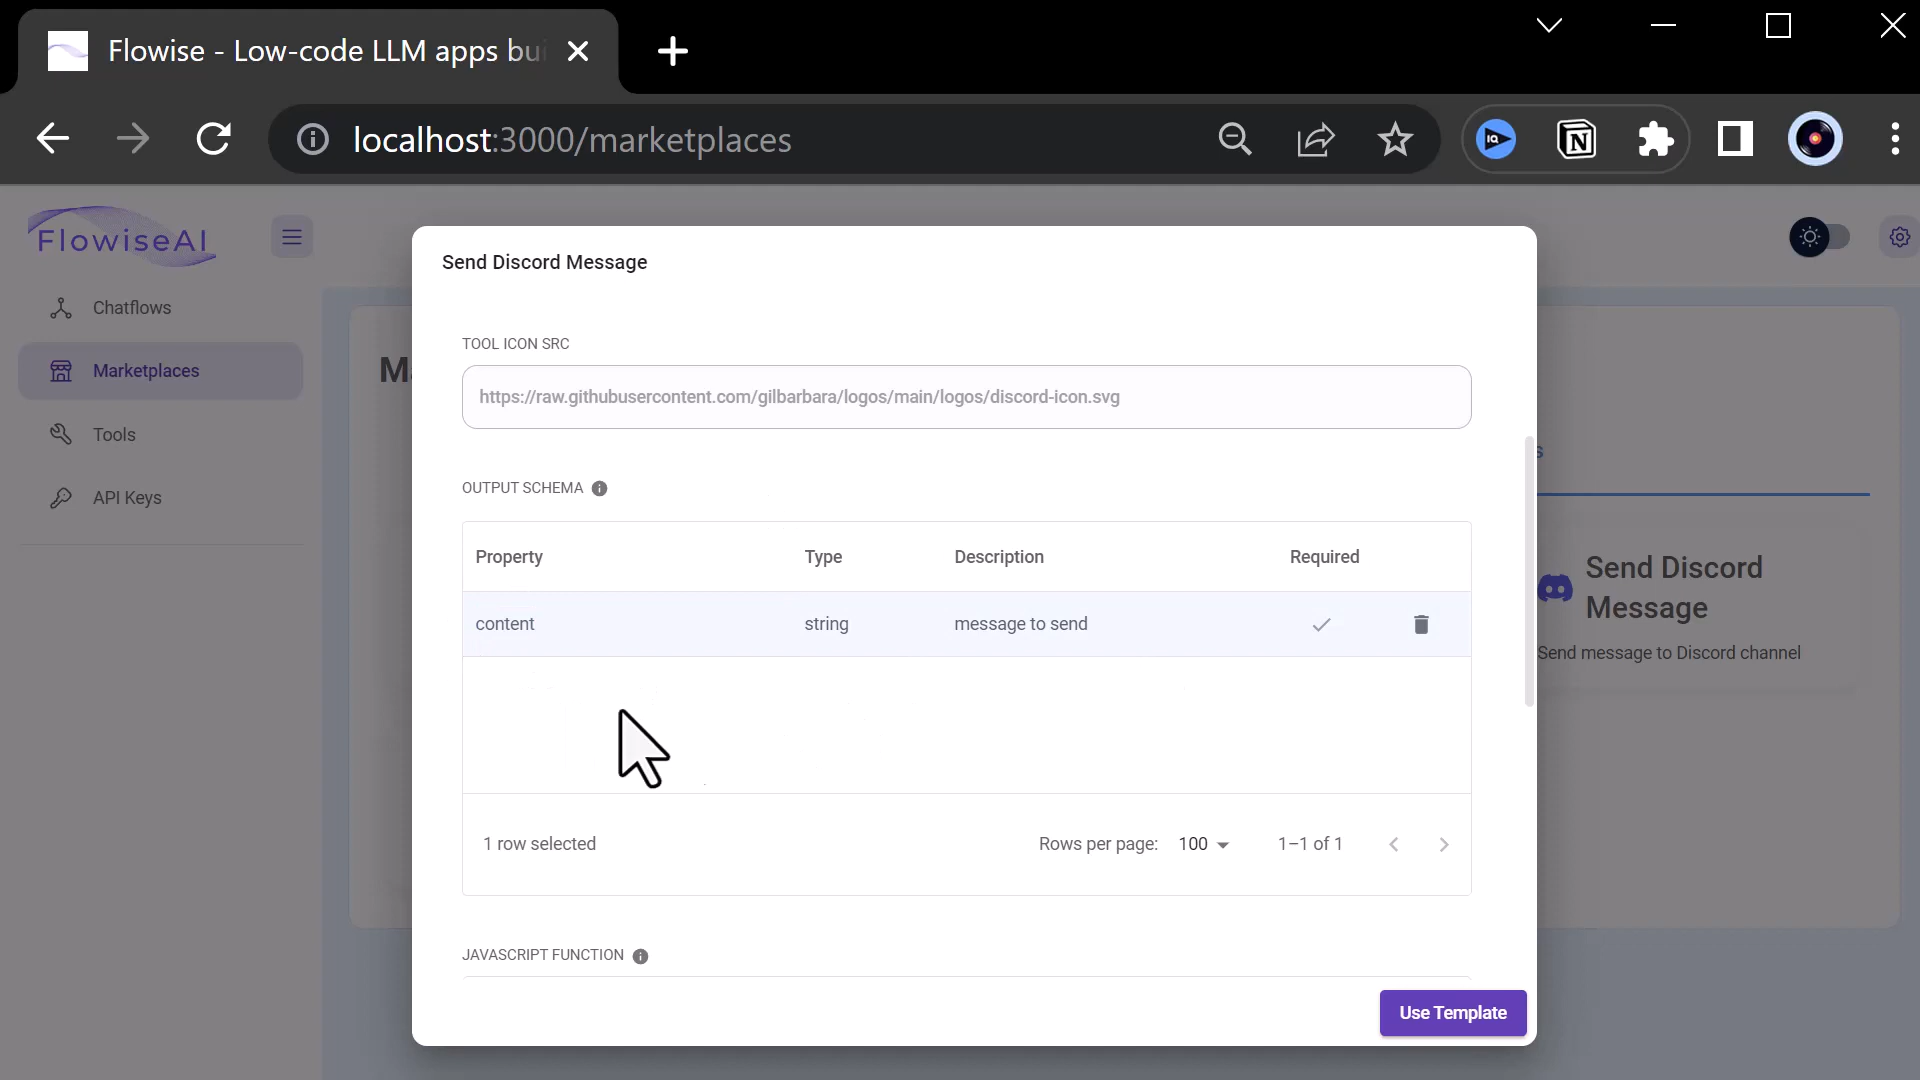 Flowise - Low-code LLM apps bui
localhost:3000/marketplaces
IQ
N
FlowiseAI
Chatflows
Marketplaces
Tools
API Keys
Send Discord Message
TOOL ICON SRC
https://raw.githubusercontent.com/gilbarbara/logos/main/logos/discord-icon.svg
OUTPUT SCHEMA
Property Type Description Required
content string message to send
1 row selected Rows per page: 100 1–1 of 1
JAVASCRIPT FUNCTION
Use Template
Send Discord
Message
Send message to Discord channel